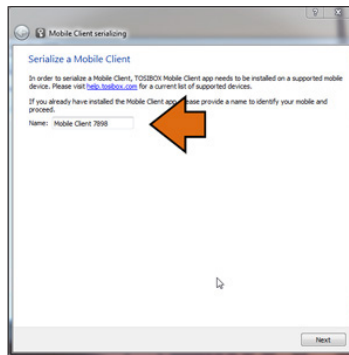 Mobile Client serializing
Serialize a Mobile Client
In order to serialize a Mobile Client, TOSIBOX Mobile Client app needs to be installed on a supported mobile
device. Please visit help.tosibox.com for a current list of supported devices.
If you already have installed the Mobile Client app, please provide a name to identify your mobile and
proceed.
Name: Mobile Client 7898
Next